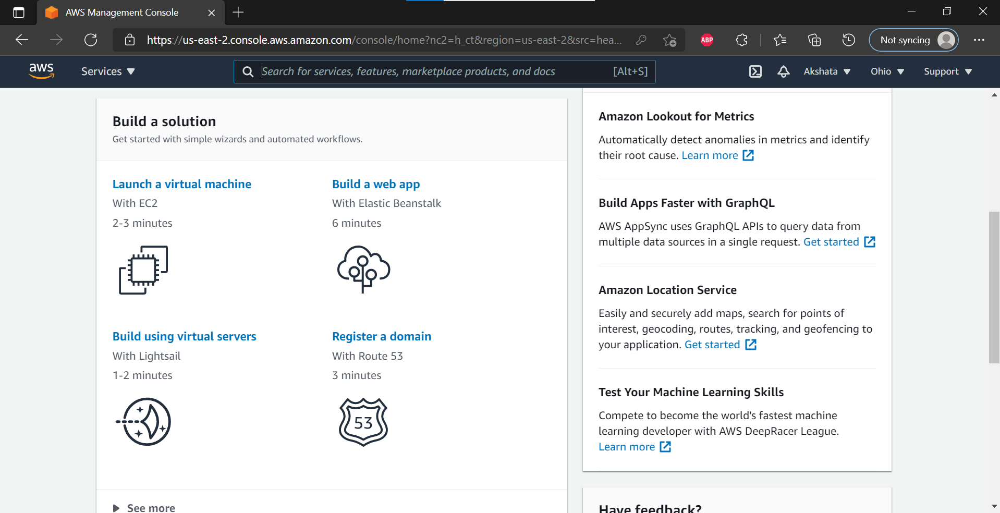 AWS Management Console
https://us-east-2.console.aws.amazon.com/console/home?nc2=h_ct&region=us-east-2&src=hea...
ABP
Not syncing
aws
Services
Search for services, features, marketplace products, and docs
[Alt+S]
Akshata
Ohio
Support
Build a solution
Get started with simple wizards and automated workflows.
Launch a virtual machine
With EC2
2-3 minutes
Build a web app
With Elastic Beanstalk
6 minutes
Build using virtual servers
With Lightsail
1-2 minutes
Register a domain
With Route 53
3 minutes
53
See more
Amazon Lookout for Metrics
Automatically detect anomalies in metrics and identify
their root cause. Learn more
Build Apps Faster with GraphQL
AWS AppSync uses GraphQL APIs to query data from
multiple data sources in a single request. Get started
Amazon Location Service
Easily and securely add maps, search for points of
interest, geocoding, routes, tracking, and geofencing to
your application. Get started
Test Your Machine Learning Skills
Compete to become the world's fastest machine
learning developer with AWS DeepRacer League.
Learn more
Have feedback?